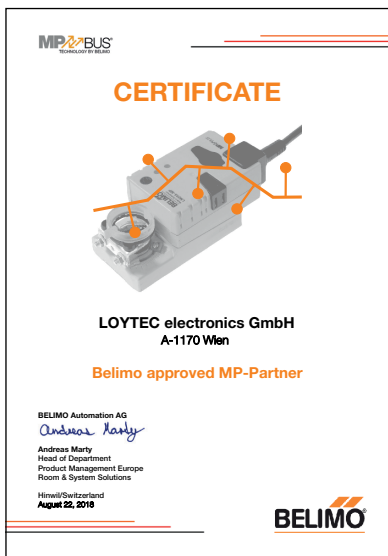 MP BUS®
TECHNOLOGY BY BELIMO
CERTIFICATE
BELIMO
LOYTEC electronics GmbH
A-1170 Wien
Belimo approved MP-Partner
BELIMO Automation AG
Andreas Marty
Andreas Marty
Head of Department
Product Management Europe
Room & System Solutions
Hinwil/Switzerland
August 22, 2018
BELIMO®